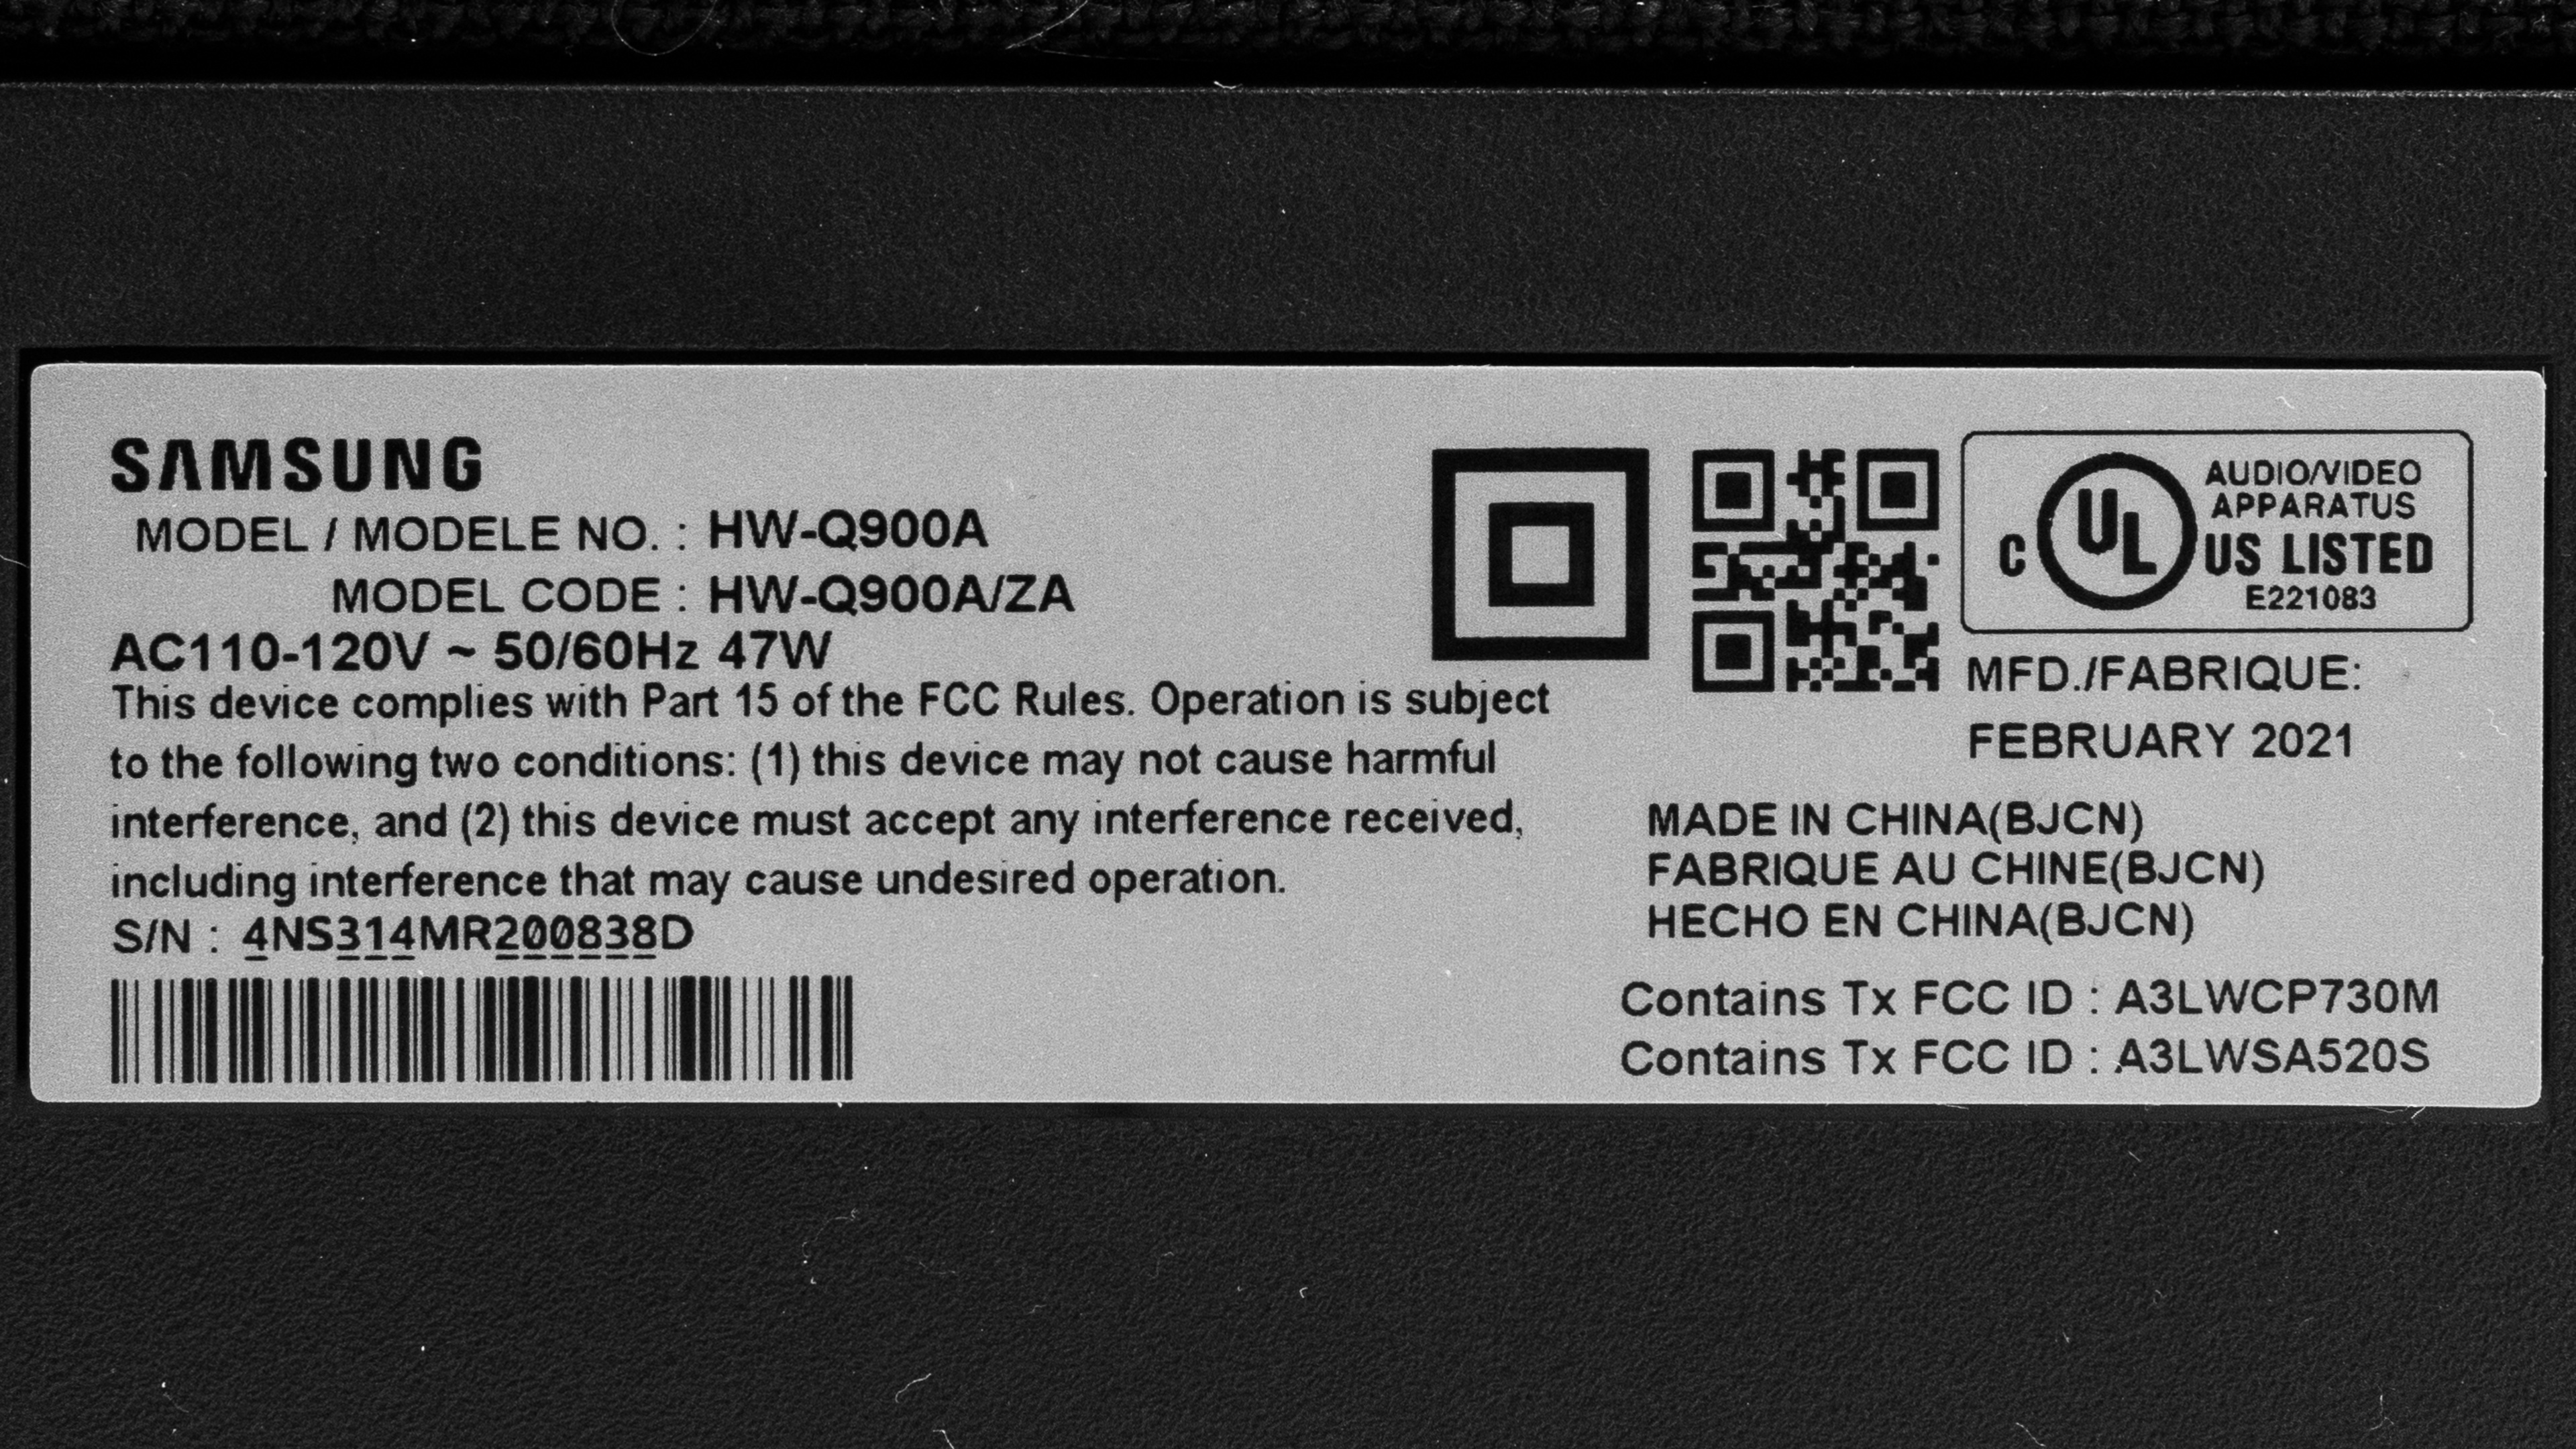 SAMSUNG
MODEL / MODELE NO. : HW-Q900A
MODEL CODE : HW-Q900A/ZA
AC110-120V ~ 50/60Hz 47W
This device complies with Part 15 of the FCC Rules. Operation is subject
to the following two conditions: (1) this device may not cause harmful
interference, and (2) this device must accept any interference received,
including interference that may cause undesired operation.
S/N : 4NS314MR200838D
C UL US LISTED
AUDIO/VIDEO
APPARATUS
E221083
MFD./FABRIQUE:
FEBRUARY 2021
MADE IN CHINA(BJCN)
FABRIQUE AU CHINE(BJCN)
HECHO EN CHINA(BJCN)
Contains Tx FCC ID : A3LWCP730M
Contains Tx FCC ID : A3LWSA520S